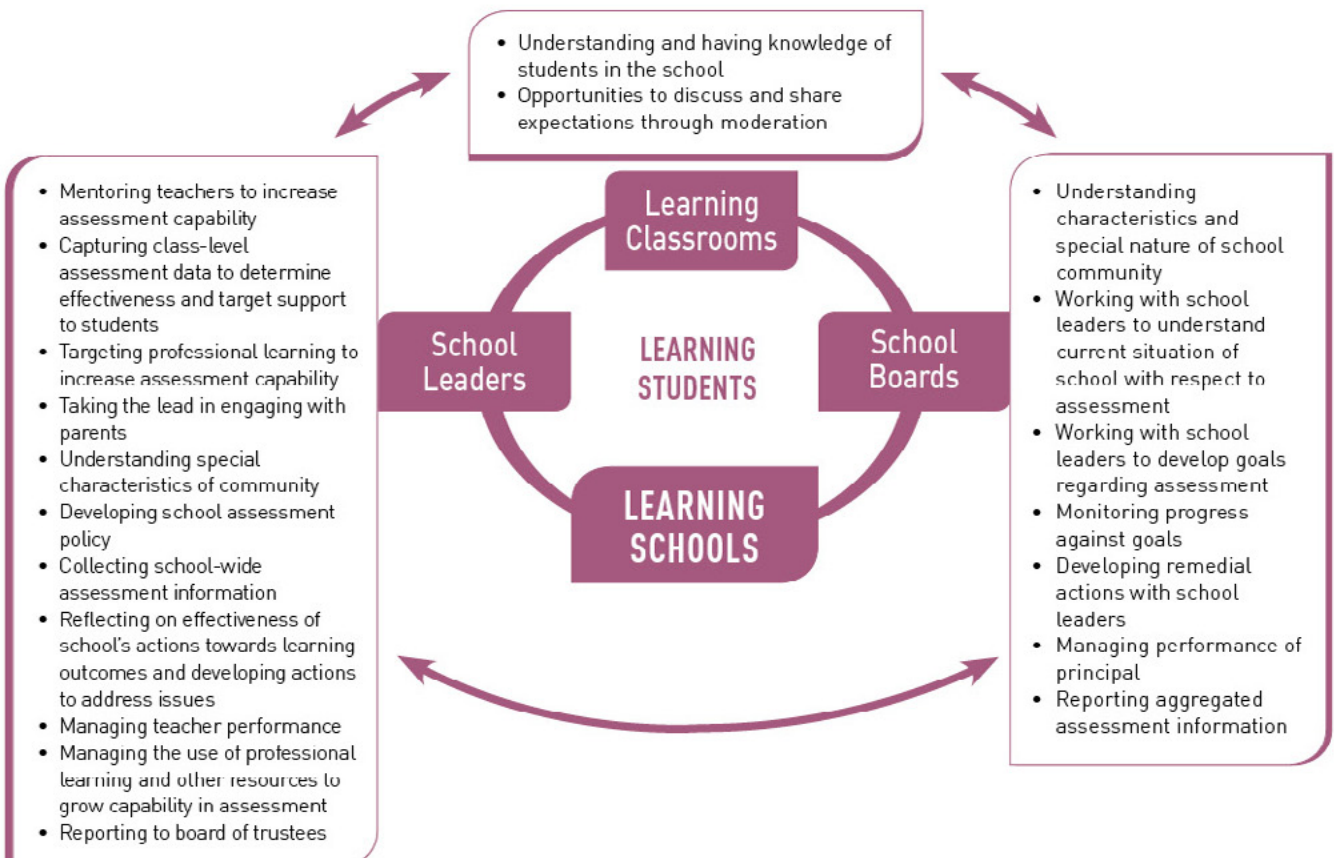 • Understanding and having knowledge of
students in the school
• Opportunities to discuss and share
expectations through moderation
• Mentoring teachers to increase
assessment capability
• Capturing class-level
assessment data to determine
effectiveness and target support
to students
• Targeting professional learning to
increase assessment capability
• Taking the lead in engaging with
parents
• Understanding special
characteristics of community
• Developing school assessment
policy
• Collecting school-wide
assessment information
• Reflecting on effectiveness of
school's actions towards learning
outcomes and developing actions
to address issues
• Managing teacher performance
• Managing the use of professional
learning and other resources to
grow capability in assessment
• Reporting to board of trustees
Learning
Classrooms
School
Leaders
LEARNING
STUDENTS
School
Boards
LEARNING
SCHOOLS
• Understanding
characteristics and
special nature of school
community
• Working with school
leaders to understand
current situation of
school with respect to
assessment
• Working with school
leaders to develop goals
regarding assessment
• Monitoring progress
against goals
• Developing remedial
actions with school
leaders
• Managing performance of
principal
• Reporting aggregated
assessment information